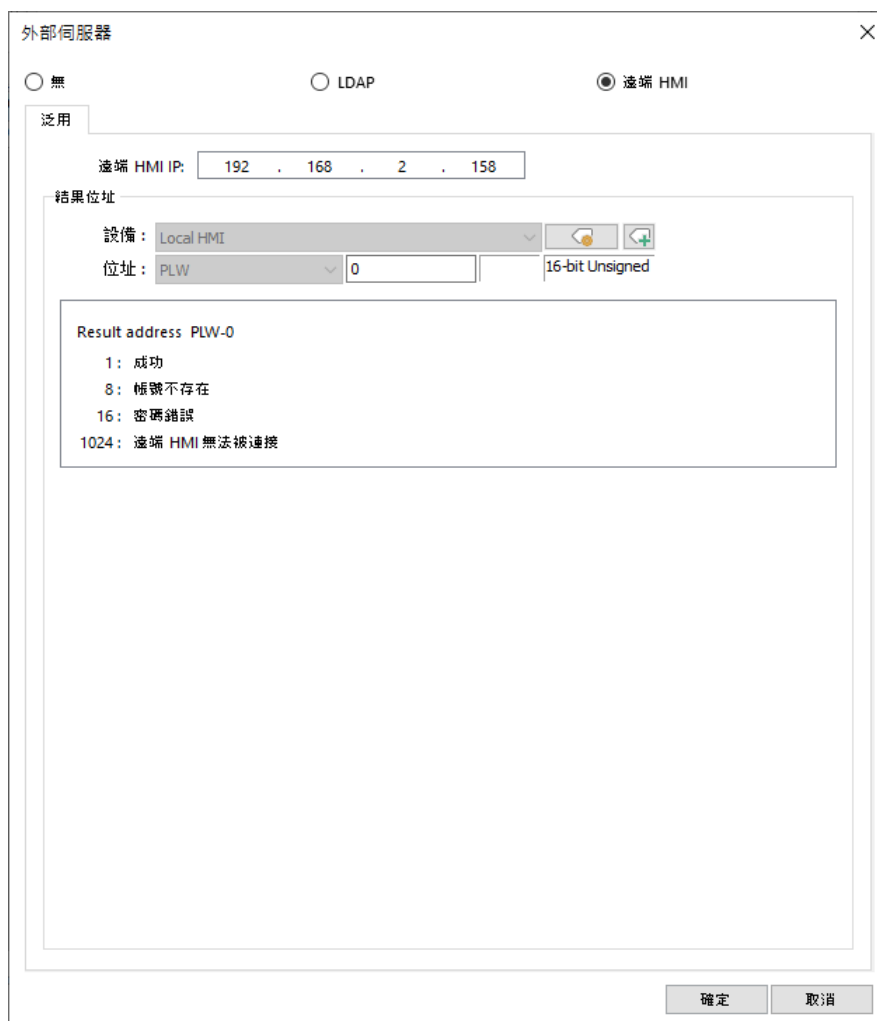 外部伺服器
無 LDAP 遠端 HMI
泛用
遠端 HMI IP: 192 . 168 . 2 . 158
結果位址
設備： Local HMI
位址： PLW 0 16-bit Unsigned
Result address PLW-0
1： 成功
8： 帳號不存在
16： 密碼錯誤
1024： 遠端 HMI 無法被連接
確定 取消